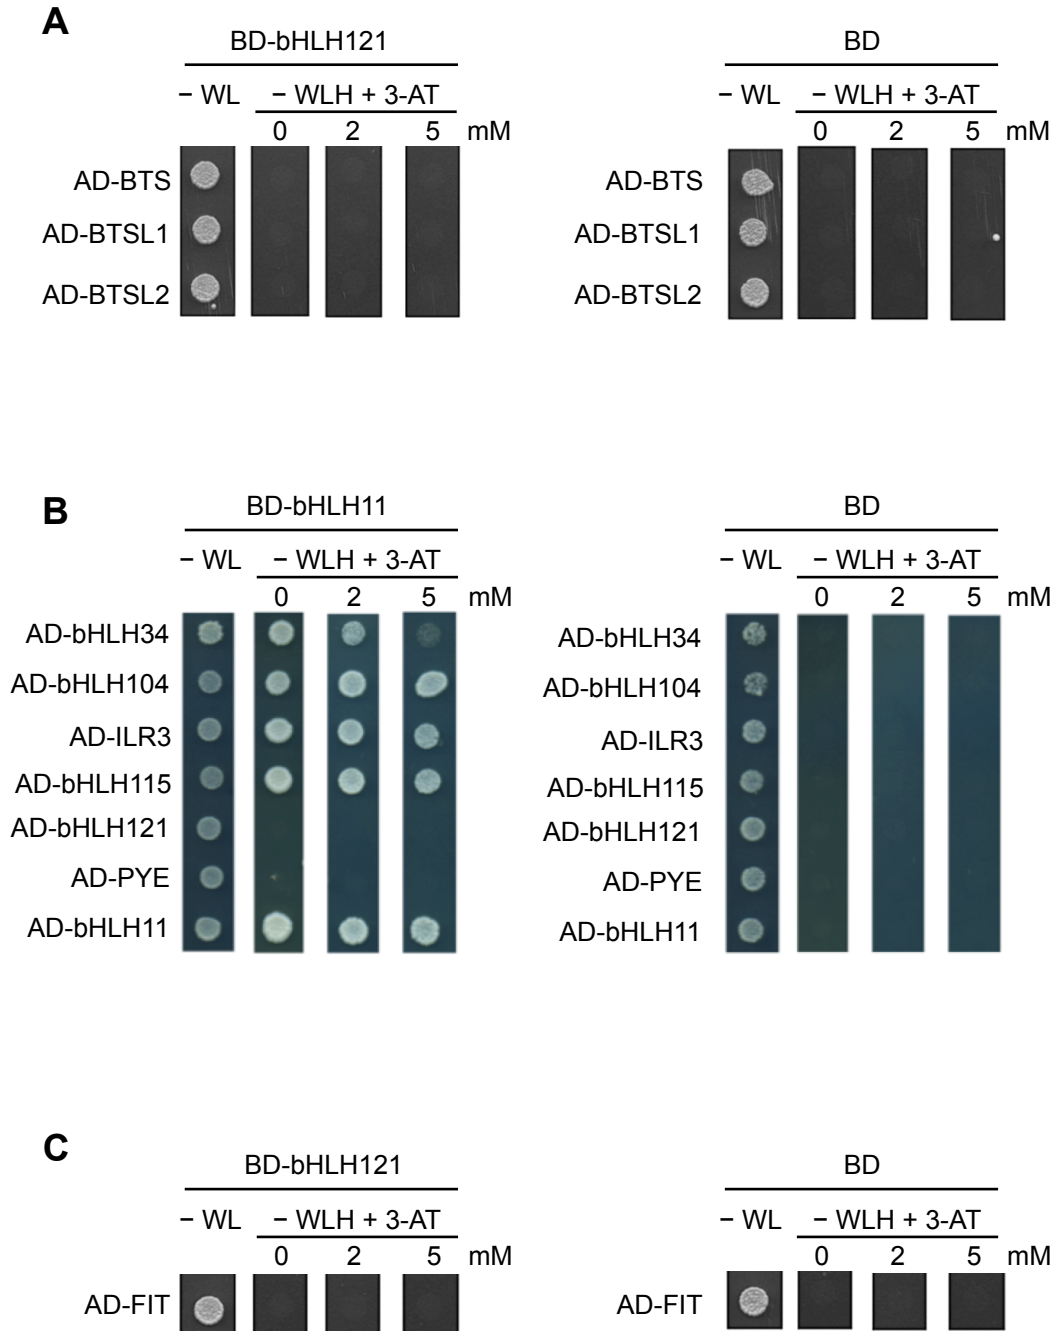 A
BD-bHLH121 BD
− WL − WLH + 3-AT − WL − WLH + 3-AT
0 2 5 mM 0 2 5 mM
AD-BTS AD-BTS
AD-BTSL1 AD-BTSL1
AD-BTSL2 AD-BTSL2
B
BD-bHLH11 BD
− WL − WLH + 3-AT − WL − WLH + 3-AT
0 2 5 mM 0 2 5 mM
AD-bHLH34 AD-bHLH34
AD-bHLH104 AD-bHLH104
AD-ILR3 AD-ILR3
AD-bHLH115 AD-bHLH115
AD-bHLH121 AD-bHLH121
AD-PYE AD-PYE
AD-bHLH11 AD-bHLH11
C
BD-bHLH121 BD
− WL − WLH + 3-AT − WL − WLH + 3-AT
0 2 5 mM 0 2 5 mM
AD-FIT AD-FIT